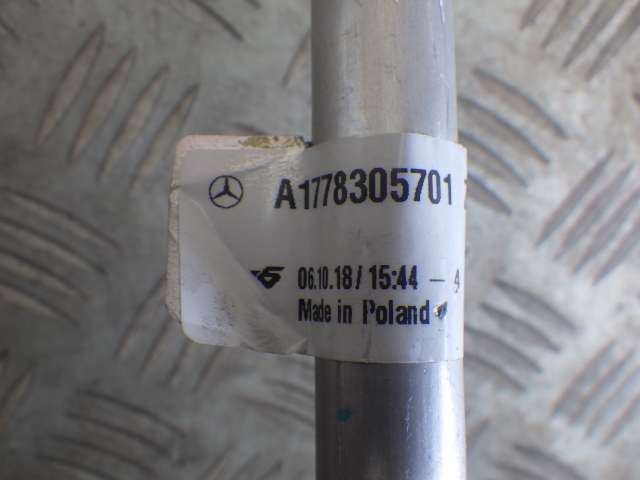 A1778305701
06.10.18 / 15:44 - 4
Made in Poland